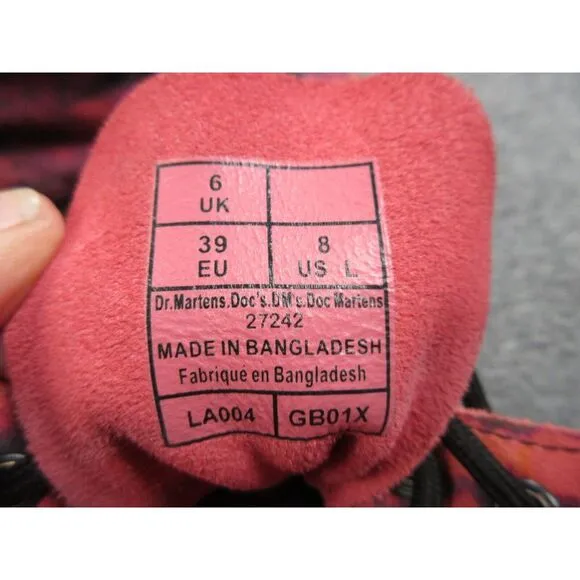 6
UK
39
EU
8
US L
Dr.Martens.Doc's.DM's.Doc Martens
27242
MADE IN BANGLADESH
Fabrique en Bangladesh
LA004
GB01X